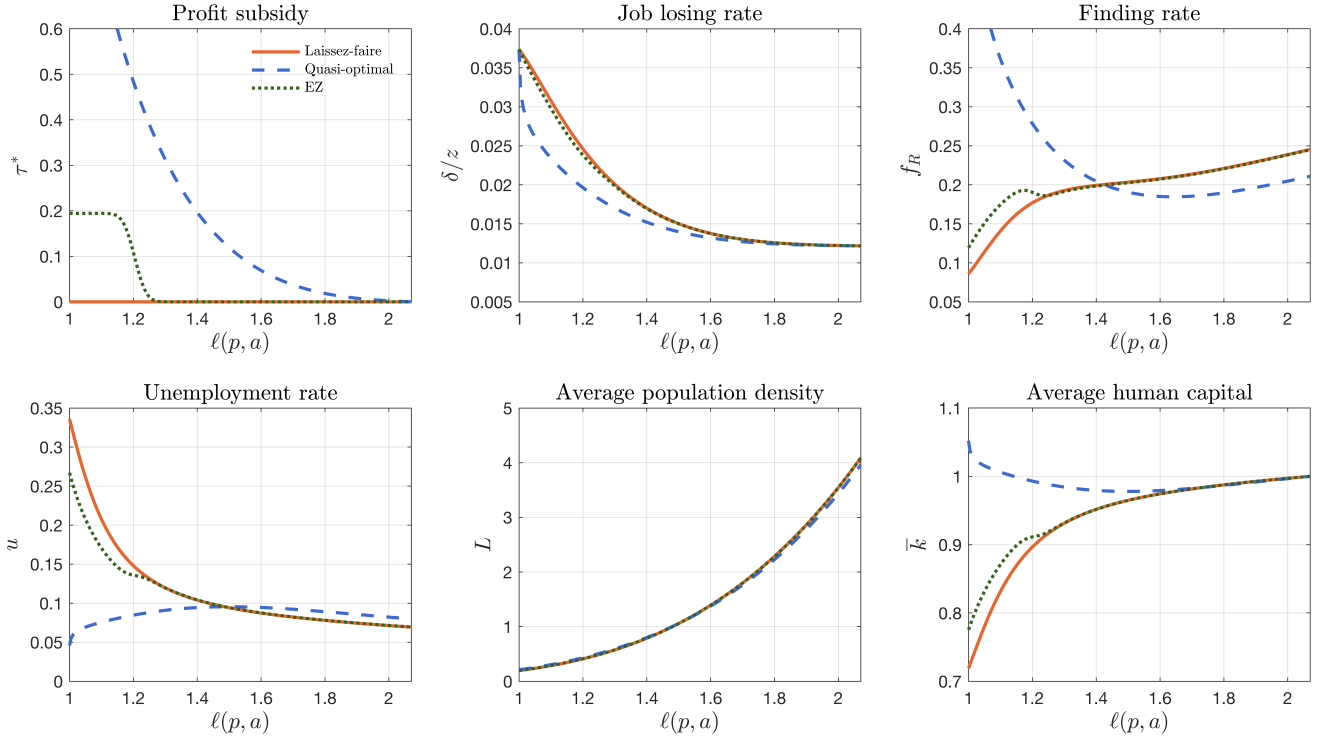 Profit subsidy
Laissez-faire
Quasi-optimal
EZ
τ*
0.6
0.5
0.4
0.3
0.2
0.1
0
1 1.2 1.4 1.6 1.8 2
ℓ(p, a)
Job losing rate
δ/z
0.04
0.035
0.03
0.025
0.02
0.015
0.01
0.005
1 1.2 1.4 1.6 1.8 2
ℓ(p, a)
Finding rate
f_R
0.4
0.35
0.3
0.25
0.2
0.15
0.1
0.05
1 1.2 1.4 1.6 1.8 2
ℓ(p, a)
Unemployment rate
u
0.35
0.3
0.25
0.2
0.15
0.1
0.05
0
1 1.2 1.4 1.6 1.8 2
ℓ(p, a)
Average population density
L
5
4
3
2
1
0
1 1.2 1.4 1.6 1.8 2
ℓ(p, a)
Average human capital
k̅
1.1
1
0.9
0.8
0.7
1 1.2 1.4 1.6 1.8 2
ℓ(p, a)